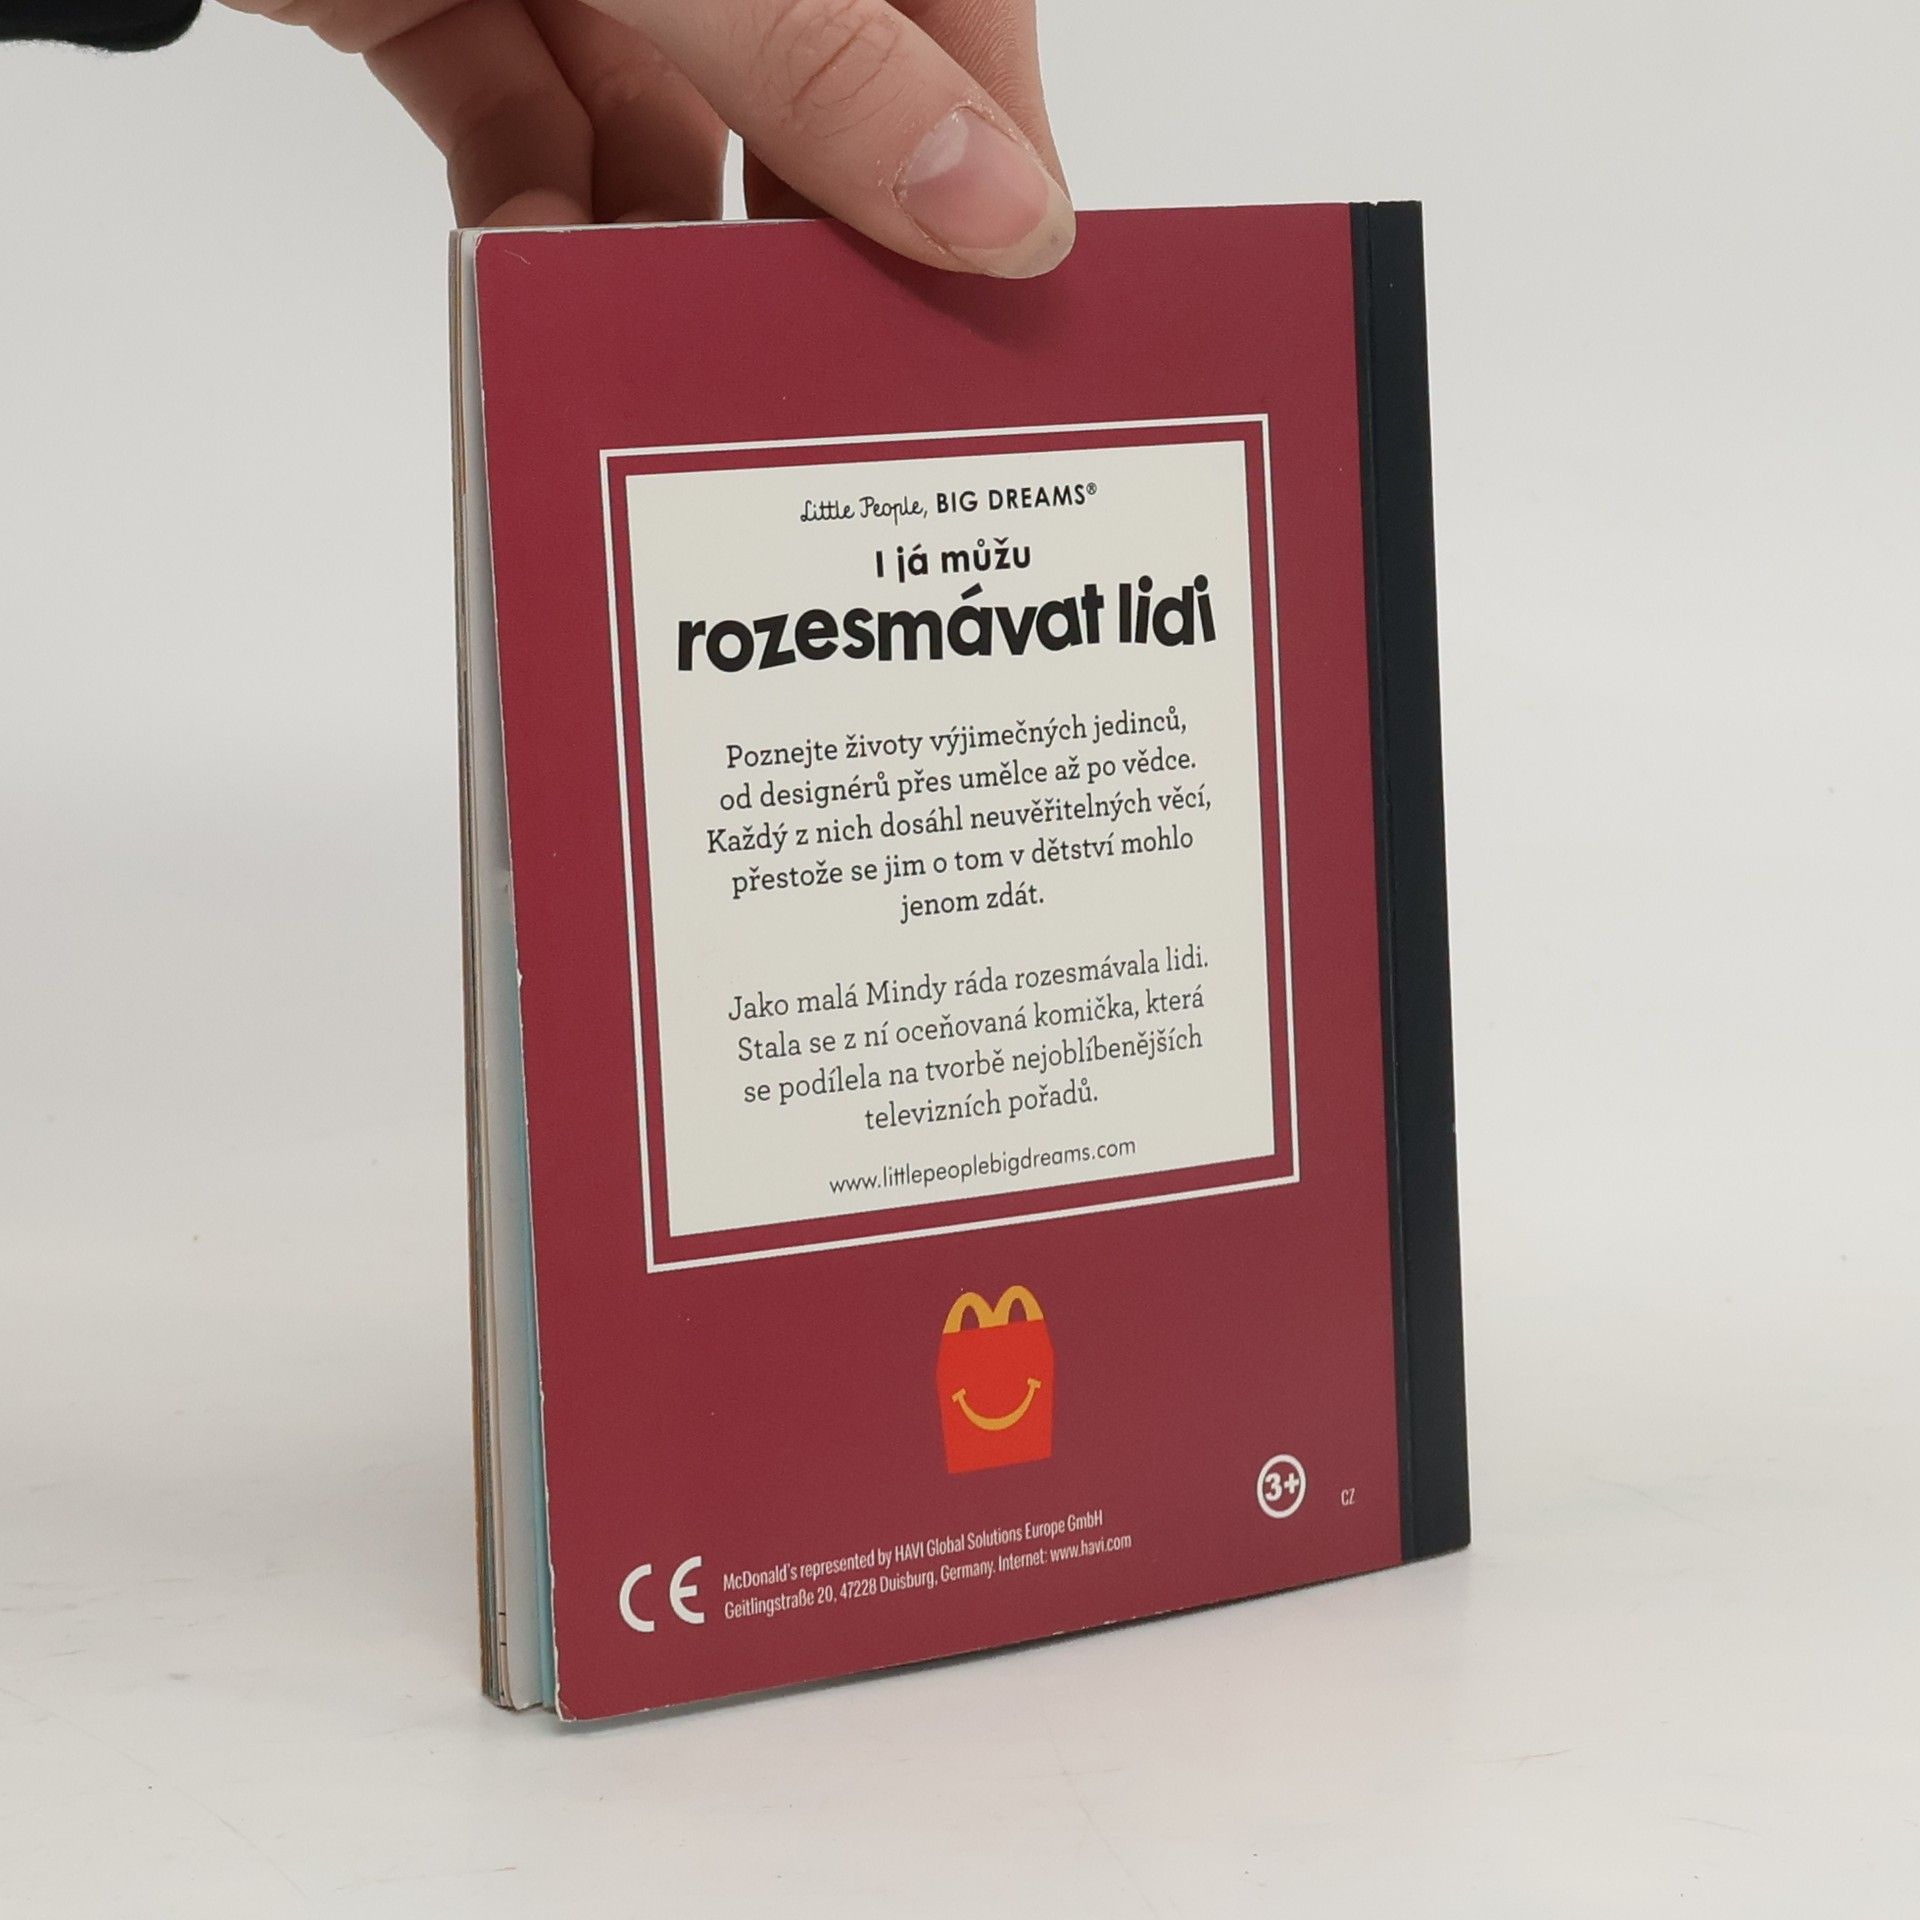 Little People, BIG DREAMS®
I já můžu
rozesmávat lidi
Poznejte životy výjimečných jedinců,
od designérů přes umělce až po vědce.
Každý z nich dosáhl neuvěřitelných věcí,
přestože se jim o tom v dětství mohlo
jenom zdát.
Jako malá Mindy ráda rozesmávala lidi.
Stala se z ní oceňovaná komička, která
se podílela na tvorbě nejoblíbenějších
televizních pořadů.
www.littlepeoplebigdreams.com
3+
CZ
CE
McDonald's represented by HAVI Global Solutions Europe GmbH
Geitlingstraße 20, 47228 Duisburg, Germany. Internet: www.havi.com